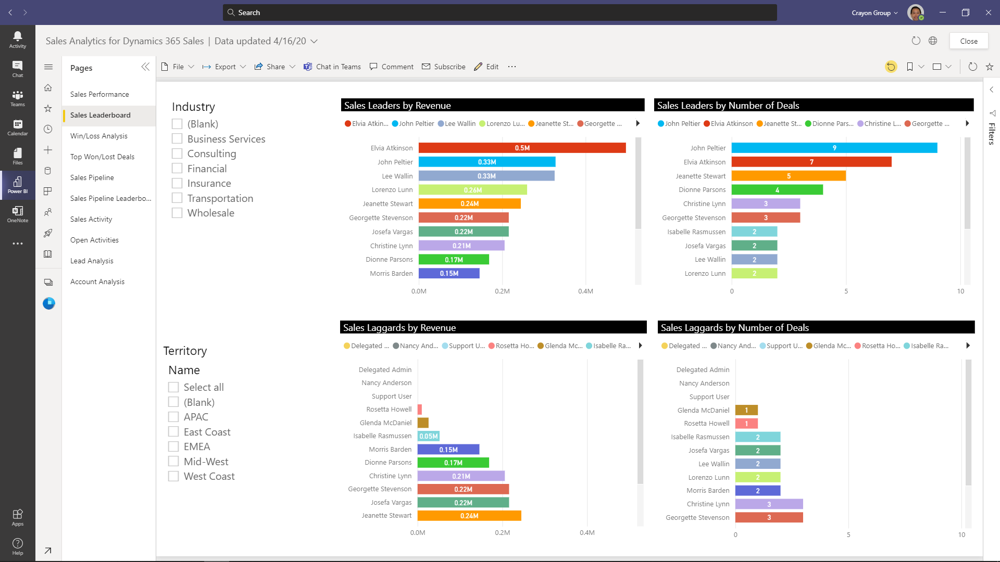 Search
Crayon Group
Activity
Chat
Teams
Calendar
Files
Power BI
OneNote
Apps
Help
Sales Analytics for Dynamics 365 Sales | Data updated 4/16/20
Close
Pages
File
Export
Share
Chat in Teams
Comment
Subscribe
Edit
Sales Performance
Sales Leaderboard
Win/Loss Analysis
Top Won/Lost Deals
Sales Pipeline
Sales Pipeline Leaderbo...
Sales Activity
Open Activities
Lead Analysis
Account Analysis
Industry
(Blank)
Business Services
Consulting
Financial
Insurance
Transportation
Wholesale
Territory
Name
Select all
(Blank)
APAC
East Coast
EMEA
Mid-West
West Coast
Sales Leaders by Revenue
Elvia Atkin... John Peltier Lee Wallin Lorenzo Lu... Jeanette St... Georgette ...
Elvia Atkinson 0.5M
John Peltier 0.33M
Lee Wallin 0.33M
Lorenzo Lunn 0.26M
Jeanette Stewart 0.24M
Georgette Stevenson 0.22M
Josefa Vargas 0.22M
Christine Lynn 0.21M
Dionne Parsons 0.17M
Morris Barden 0.15M
0.0M 0.2M 0.4M
Sales Leaders by Number of Deals
John Peltier Elvia Atkinson Jeanette St... Dionne Pars... Christine L... Georgette ...
John Peltier 9
Elvia Atkinson 7
Jeanette Stewart 5
Dionne Parsons 4
Christine Lynn 3
Georgette Stevenson 3
Isabelle Rasmussen 2
Josefa Vargas 2
Lee Wallin 2
Lorenzo Lunn 2
0 5 10
Sales Laggards by Revenue
Delegated ... Nancy And... Support U... Rosetta Ho... Glenda Mc... Isabelle Ra...
Delegated Admin
Nancy Anderson
Support User
Rosetta Howell
Glenda McDaniel
Isabelle Rasmussen 0.05M
Morris Barden 0.15M
Dionne Parsons 0.17M
Christine Lynn 0.21M
Georgette Stevenson 0.22M
Josefa Vargas 0.22M
Jeanette Stewart 0.24M
0.0M 0.2M 0.4M
Sales Laggards by Number of Deals
Delegated ... Nancy And... Support U... Glenda Mc... Rosetta Ho... Isabelle Ra...
Delegated Admin
Nancy Anderson
Support User
Glenda McDaniel 1
Rosetta Howell 1
Isabelle Rasmussen 2
Josefa Vargas 2
Lee Wallin 2
Lorenzo Lunn 2
Morris Barden 2
Christine Lynn 3
Georgette Stevenson 3
0 5 10
Filters